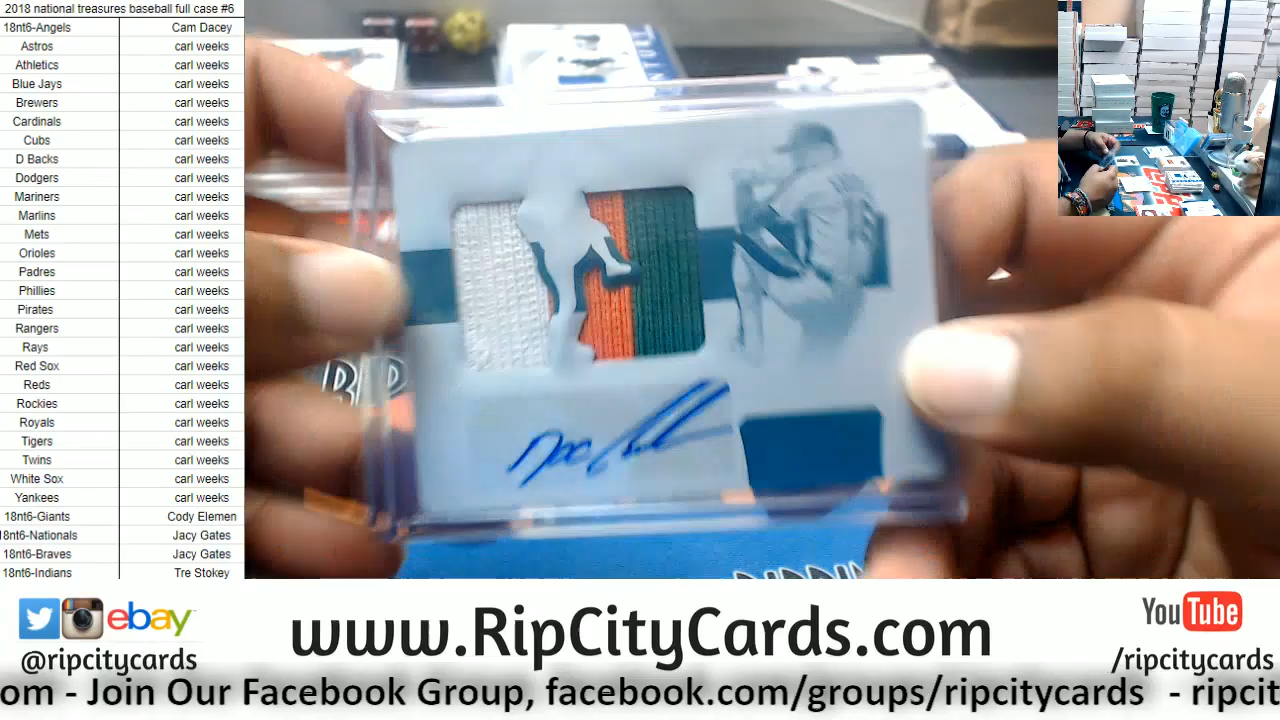 2018 national treasures baseball full case #6
18nt6-Angels Cam Dacey
Astros carl weeks
Athletics carl weeks
Blue Jays carl weeks
Brewers carl weeks
Cardinals carl weeks
Cubs carl weeks
D Backs carl weeks
Dodgers carl weeks
Mariners carl weeks
Marlins carl weeks
Mets carl weeks
Orioles carl weeks
Padres carl weeks
Phillies carl weeks
Pirates carl weeks
Rangers carl weeks
Rays carl weeks
Red Sox carl weeks
Reds carl weeks
Rockies carl weeks
Royals carl weeks
Tigers carl weeks
Twins carl weeks
White Sox carl weeks
Yankees carl weeks
18nt6-Giants Cody Elemen
18nt6-Nationals Jacy Gates
18nt6-Braves Jacy Gates
18nt6-Indians Tre Stokey
ebay
@ripcitycards
www.RipCityCards.com
YouTube
/ripcitycards
om - Join Our Facebook Group, facebook.com/groups/ripcitycards - ripcit